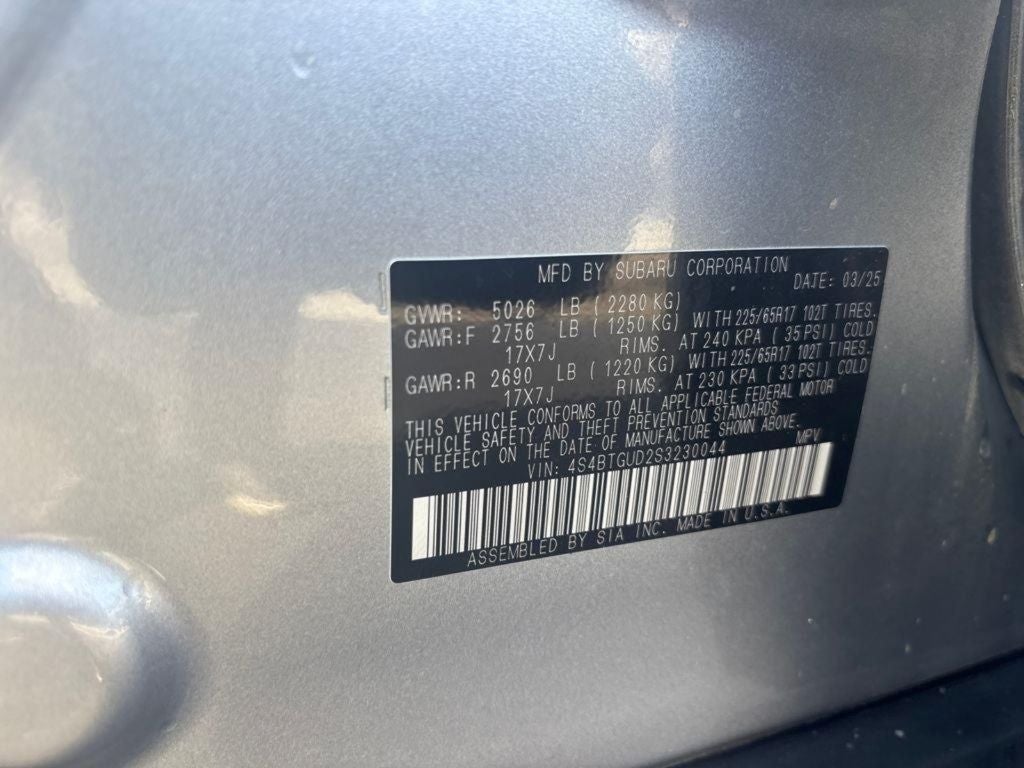 MFD BY SUBARU CORPORATION DATE: 03/25
GVWR: 5026 LB ( 2280 KG)
GAWR:F 2756 LB ( 1250 KG) WITH 225/65R17 102T TIRES.
17X7J RIMS. AT 240 KPA ( 35 PSI) COLD
GAWR:R 2690 LB ( 1220 KG) WITH 225/65R17 102T TIRES.
17X7J RIMS. AT 230 KPA ( 33 PSI) COLD
THIS VEHICLE CONFORMS TO ALL APPLICABLE FEDERAL MOTOR
VEHICLE SAFETY AND THEFT PREVENTION STANDARDS
IN EFFECT ON THE DATE OF MANUFACTURE SHOWN ABOVE.
VIN: 4S4BTGUD2S3230044 MPV
ASSEMBLED BY SIA INC. MADE IN U.S.A.